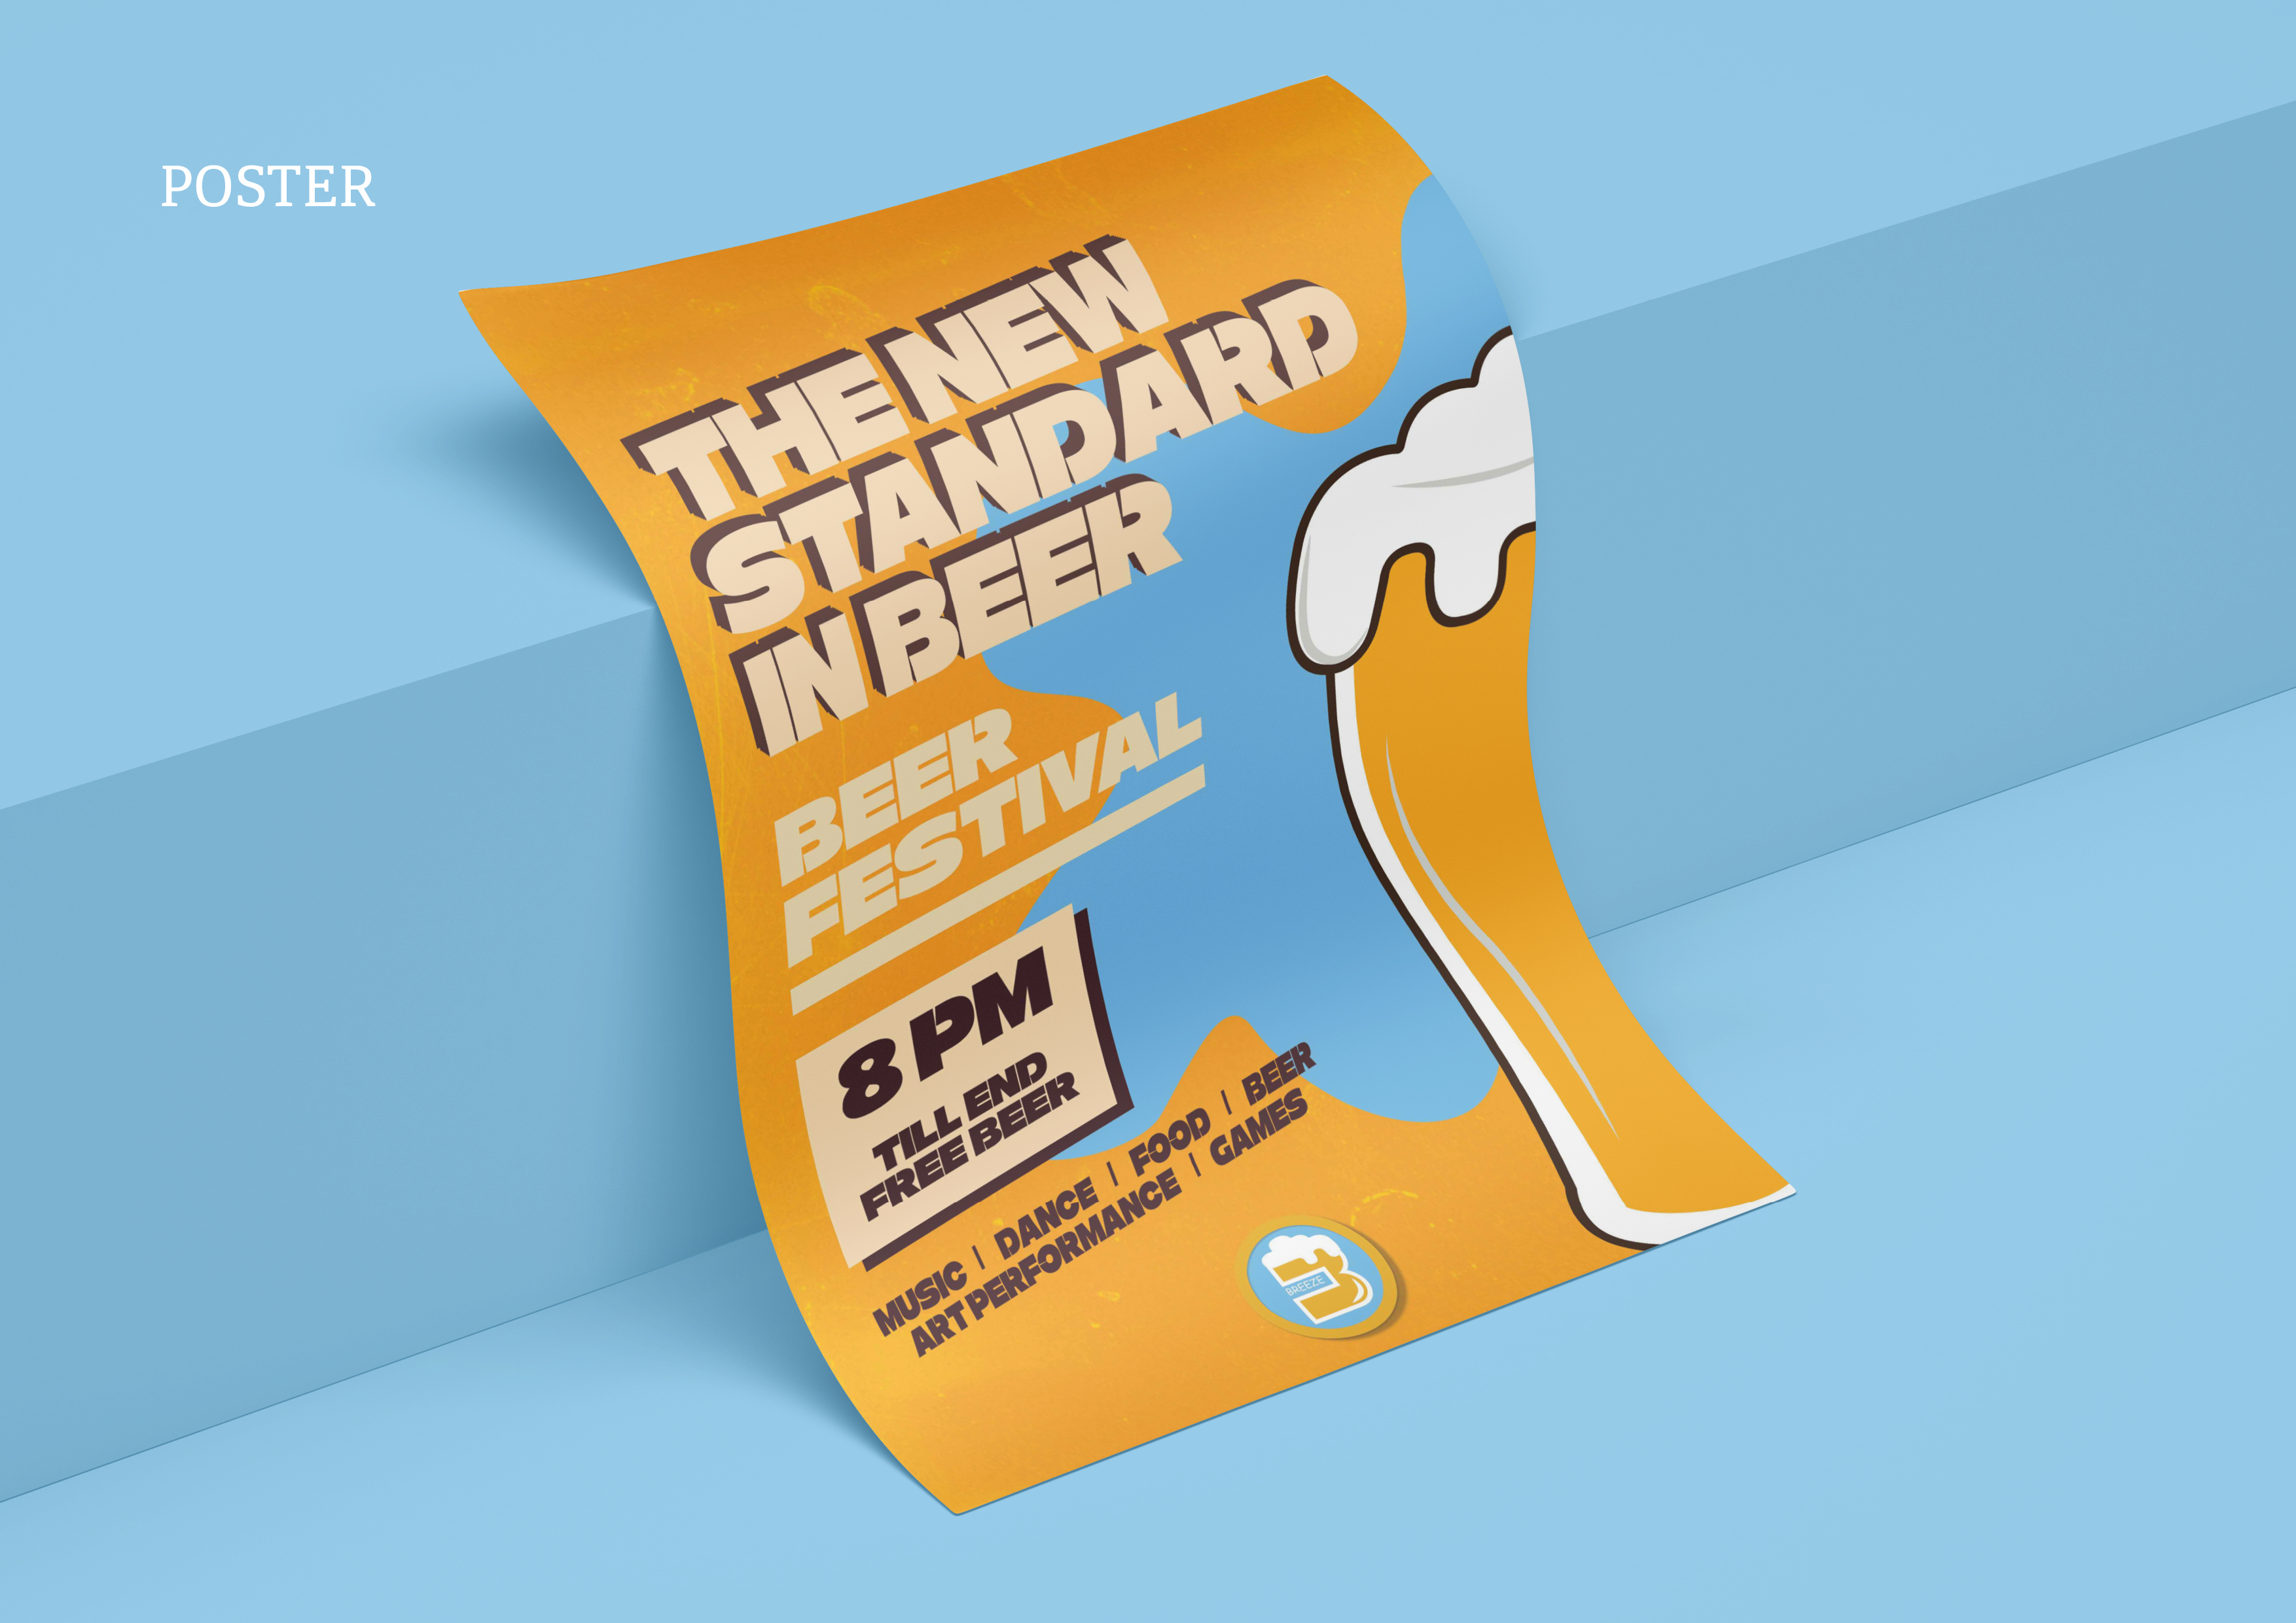 POSTER
THE NEW
STANDARD
IN BEER
BEER
FESTIVAL
8 PM
TILL END
FREE BEER
MUSIC | DANCE | FOOD | BEER
ART PERFORMANCE | GAMES
BREEZE